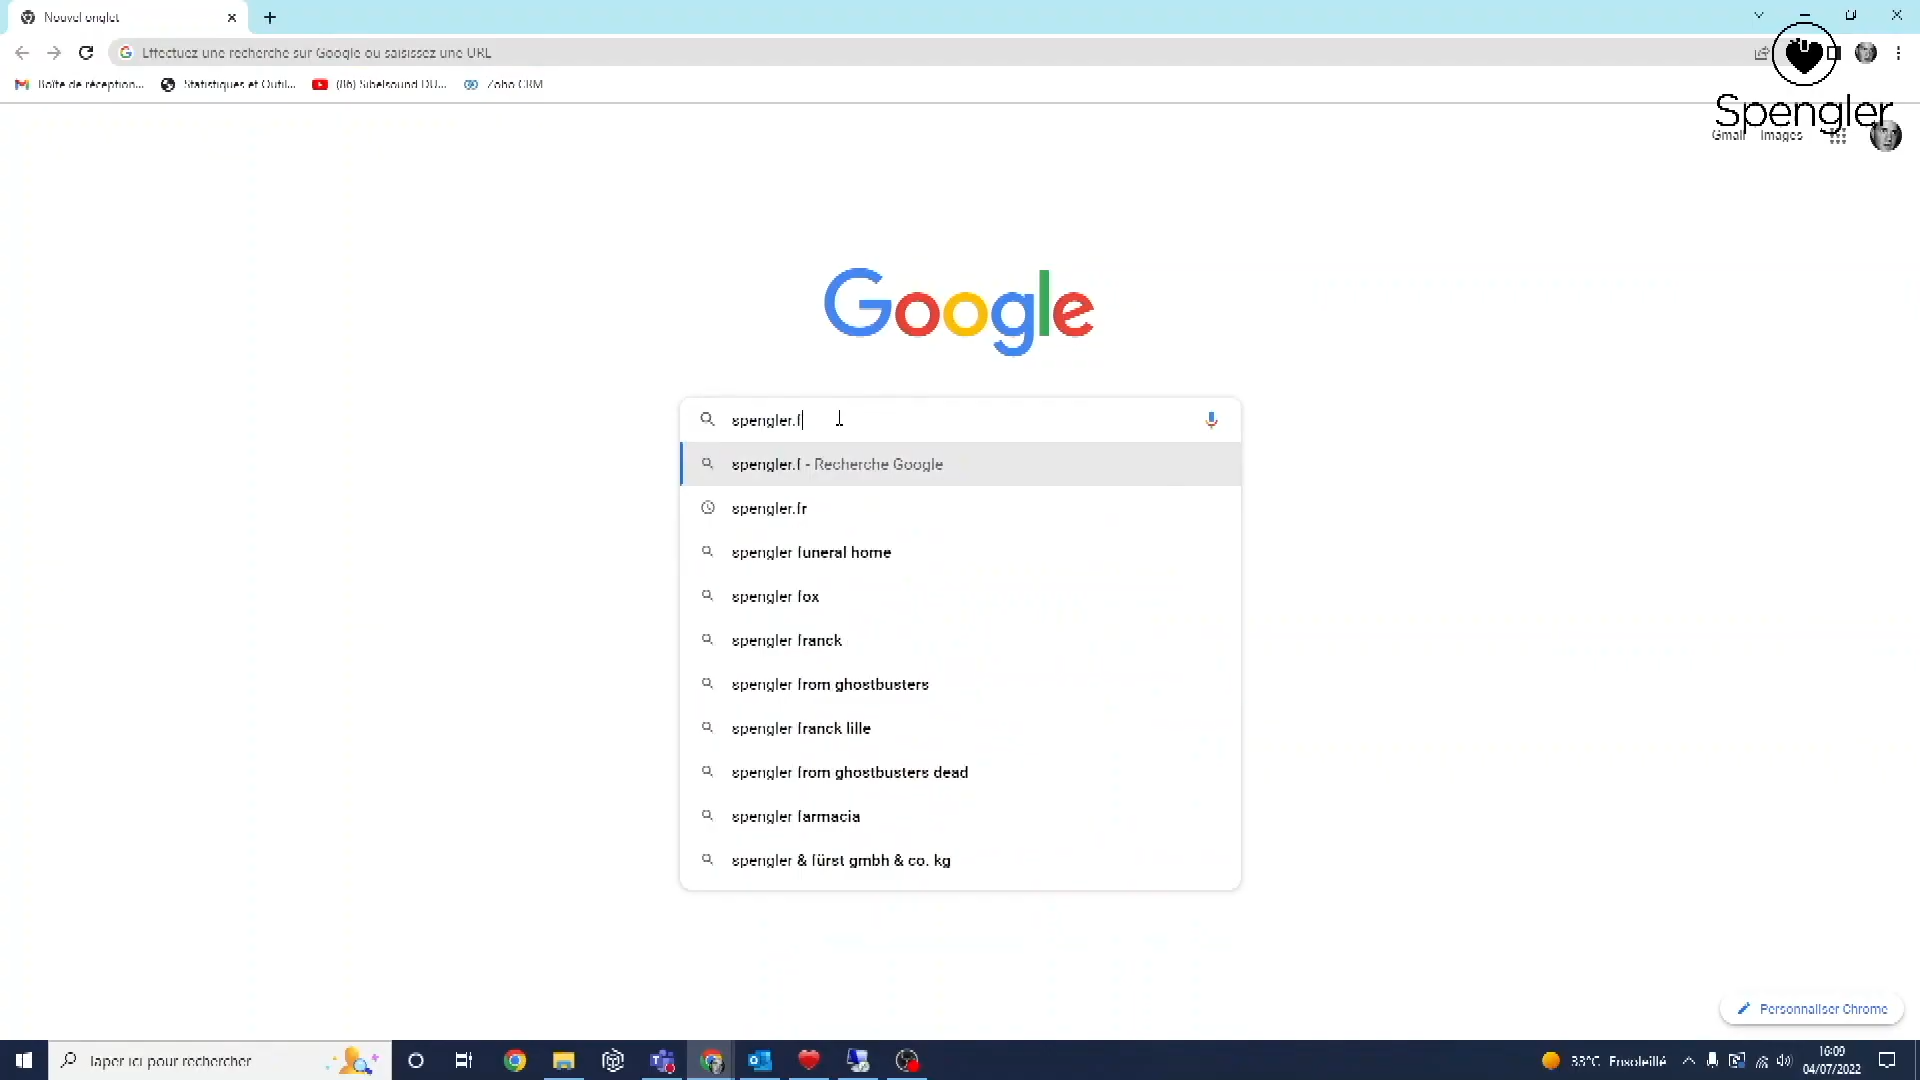 Nouvel onglet
Effectuez une recherche sur Google ou saisissez une URL
Boîte de réception... Statistiques et Outil... (86) Sibelsound DU... Zoho CRM
Spengler
Gmail Images
Google
spengler.f
spengler.f - Recherche Google
spengler.fr
spengler funeral home
spengler fox
spengler franck
spengler from ghostbusters
spengler franck lille
spengler from ghostbusters dead
spengler farmacia
spengler & fürst gmbh & co. kg
Personnaliser Chrome
Taper ici pour rechercher
33°C Ensoleillé
16:09
04/07/2022